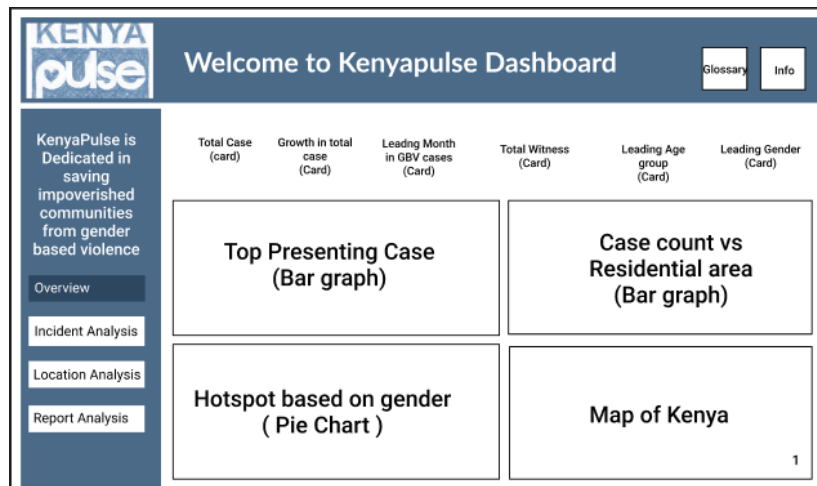 KENYA
pulse
Welcome to Kenyapulse Dashboard
Glossary
Info
KenyaPulse is
Dedicated in
saving
impoverished
communities
from gender
based violence
Overview
Incident Analysis
Location Analysis
Report Analysis
Total Case
(card)
Growth in total
case
(Card)
Leadng Month
in GBV cases
(Card)
Total Witness
(Card)
Leading Age
group
(Card)
Leading Gender
(Card)
Top Presenting Case
(Bar graph)
Case count vs
Residential area
(Bar graph)
Hotspot based on gender
( Pie Chart )
Map of Kenya
1